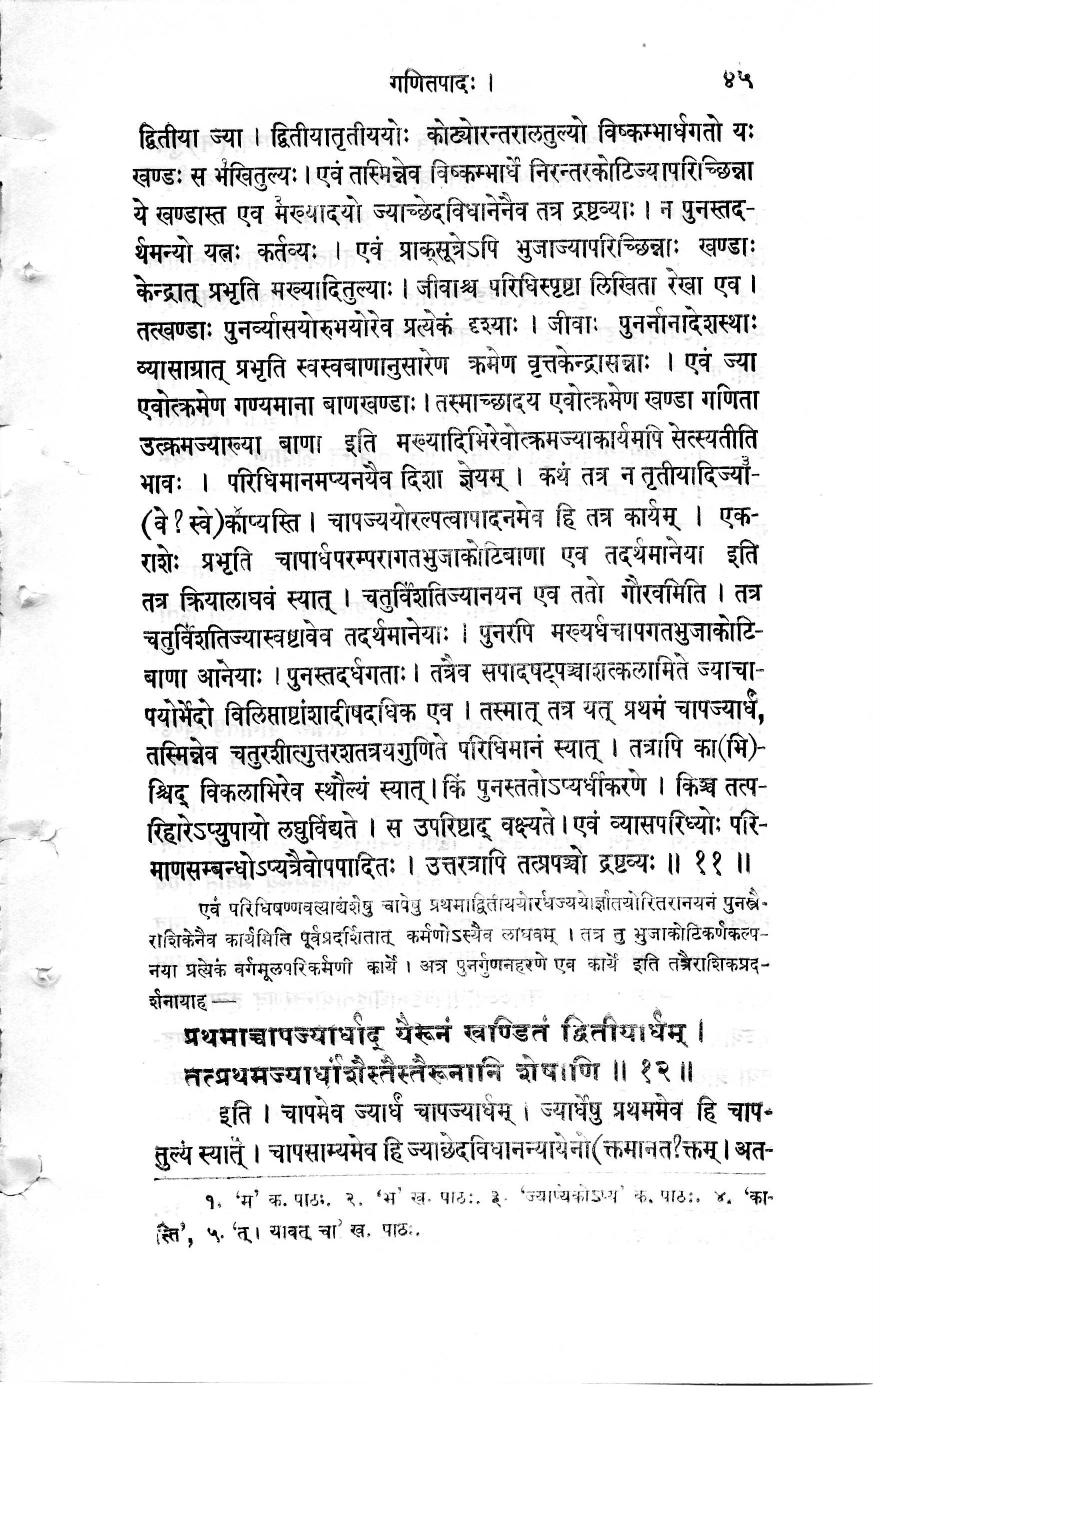 गणितपादः । ४५
द्वितीया ज्या । द्वितीयातृतीययोः कोट्योरन्तरालतुल्यो विष्कम्भार्धगतो यः
खण्डः स भखितुल्यः । एवं तस्मिन्नेव विष्कम्भार्धे निरन्तरकोटिज्यापरिच्छिन्ना
ये खण्डास्त एव मख्यादयो ज्याच्छेदविधानेनैव तत्र द्रष्टव्याः । न पुनस्तद-
र्थमन्यो यत्नः कर्तव्यः । एवं प्राक्सूत्रेऽपि भुजाज्यापरिच्छिन्नाः खण्डाः
केन्द्रात् प्रभृति मख्यादितुल्याः । जीवाश्च परिधिस्पृष्टा लिखिता रेखा एव ।
तत्खण्डाः पुनर्व्यासयोरुभयोरेव प्रत्येकं दृश्याः । जीवाः पुनर्नानादेशस्थाः
व्यासाग्रात् प्रभृति स्वस्वबाणानुसारेण क्रमेण वृत्तकेन्द्रासन्नाः । एवं ज्या
एवोत्क्रमेण गण्यमाना बाणखण्डाः । तस्माच्छादय एवोत्क्रमेण खण्डा गणिता
उत्क्रमज्याख्या बाणा इति मख्यादिभिरेवोत्क्रमज्याकार्यमपि सेत्स्यतीति
भावः । परिधिमानमप्यनयैव दिशा ज्ञेयम् । कथं तत्र न तृतीयादिज्या३-
(वे ? स्वे)४काप्यस्ति । चापज्ययोरल्पत्वापादनमेव हि तत्र कार्यम् । एक-
राशेः प्रभृति चापार्धपरम्परागतभुजाकोटिबाणा एव तदर्थमानेया इति
तत्र क्रियालाघवं स्यात् । चतुर्विंशतिज्यानयन एव ततो गौरवमिति । तत्र
चतुर्विंशतिज्यास्वष्टावेव तदर्थमानेयाः । पुनरपि मख्यर्धचापगतभुजाकोटि-
बाणा आनेयाः । पुनस्तदर्धगताः । तत्रैव सपादषट्पञ्चाशत्कलामिते ज्याचा-
पयोर्भेदो विलिप्ताष्टांशादीषदधिक एव । तस्मात् तत्र यत् प्रथमं चापज्यार्धं,
तस्मिन्नेव चतुरशीत्युत्तरशतत्रयगुणिते परिधिमानं स्यात् । तत्रापि का(भि)-
श्चिद् विकलाभिरेव स्थौल्यं स्यात् । किं पुनस्ततोऽप्यर्धीकरणे । किञ्च तत्प-
रिहारेऽप्युपायो लघुर्विद्यते । स उपरिष्टाद् वक्ष्यते । एवं व्यासपरिध्योः परि-
माणसम्बन्धोऽप्यत्रैवोपपादितः । उत्तरत्रापि तत्प्रपञ्चो द्रष्टव्यः ॥ ११ ॥
एवं परिधिषण्णवत्याद्यंशेषु चापेषु प्रथमाद्वितीययोरर्धज्ययोर्ज्ञातयोरितरानयनं पुनस्त्रै-
राशिकेनैव कार्यमिति पूर्वप्रदर्शितात् कर्मणोऽस्यैव लाघवम् । तत्र तु भुजाकोटिकर्णकल्प-
नया प्रत्येकं वर्गमूलपरिकर्मणी कार्ये । अत्र पुनर्गुणनहरणे एव कार्ये इति तत्रैराशिकप्रद-
र्शनायाह —
प्रथमाच्चापज्यार्धाद् यैरूनं खण्डितं द्वितीयार्धम् ।
तत्प्रथमज्यार्धांशैस्तैस्तैरूनानि शेषाणि ॥ १२ ॥
इति । चापमेव ज्यार्धं चापज्यार्धम् । ज्यार्धेषु प्रथममेव हि चाप-
तुल्यं स्यात्५ । चापसाम्यमेव हि ज्याछेदविधानन्यायेनो(क्तमानत?क्तम्) । अत-
१. ‘म’ क. पाठः. २. ‘भ’ ख. पाठः. ३. ‘ज्याप्येकोऽप्य’ क. पाठः. ४. ‘का-
स्ति’, ५. ‘त् । यावत् चा’ ख. पाठः.